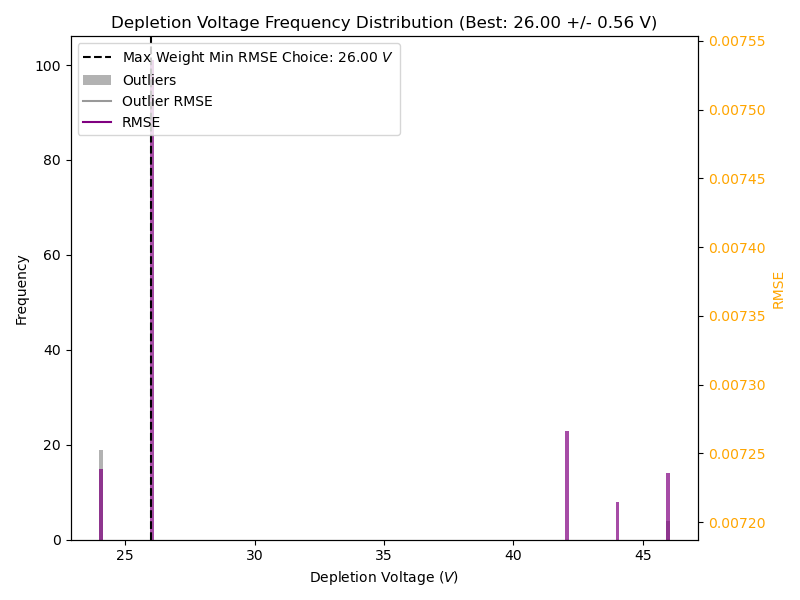 Depletion Voltage Frequency Distribution (Best: 26.00 +/- 0.56 V)
Max Weight Min RMSE Choice: 26.00 V
Outliers
Outlier RMSE
RMSE
100
80
60
40
20
0
Frequency
25
30
35
40
45
Depletion Voltage (V)
0.00755
0.00750
0.00745
0.00740
0.00735
0.00730
0.00725
0.00720
RMSE